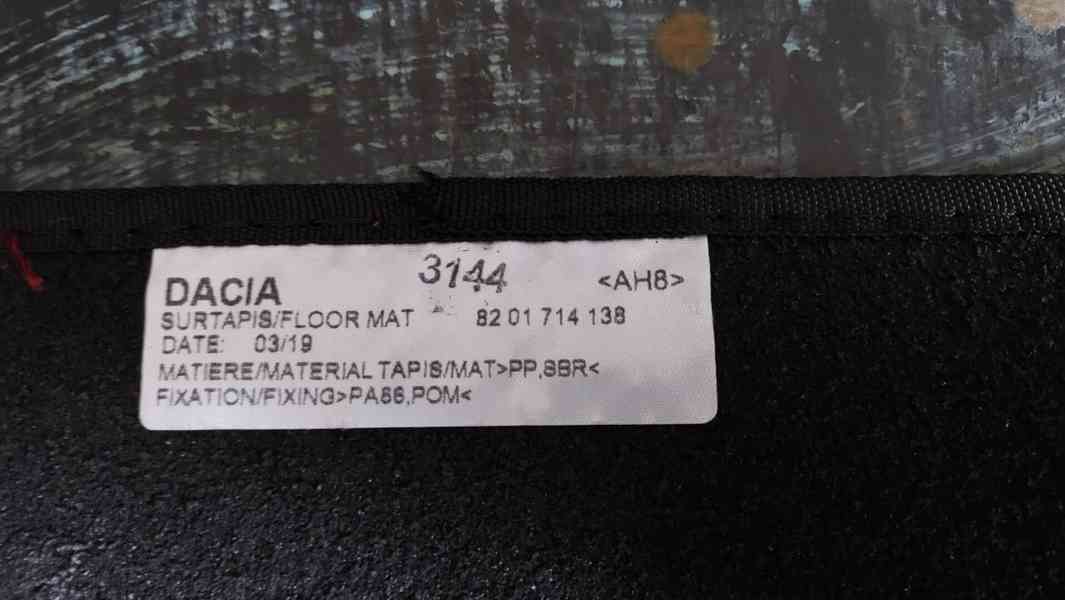 3144
<AH8>
DACIA
SURTAPIS/FLOOR MAT 82 01 714 138
DATE: 03/19
MATIERE/MATERIAL TAPIS/MAT>PP,SBR<
FIXATION/FIXING>PA66,POM<